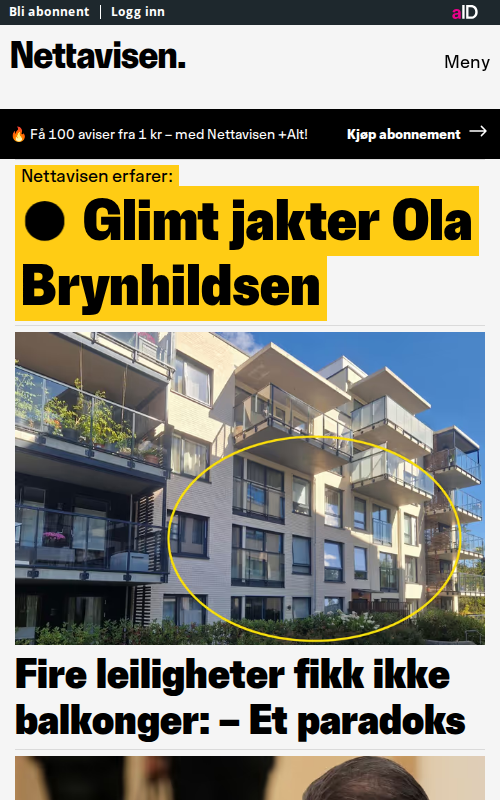 Bli abonnent | Logg inn
aID
Nettavisen.
Meny
🔥 Få 100 aviser fra 1 kr – med Nettavisen +Alt!
Kjøp abonnement →
Nettavisen erfarer:
● Glimt jakter Ola
Brynhildsen
Fire leiligheter fikk ikke
balkonger: – Et paradoks